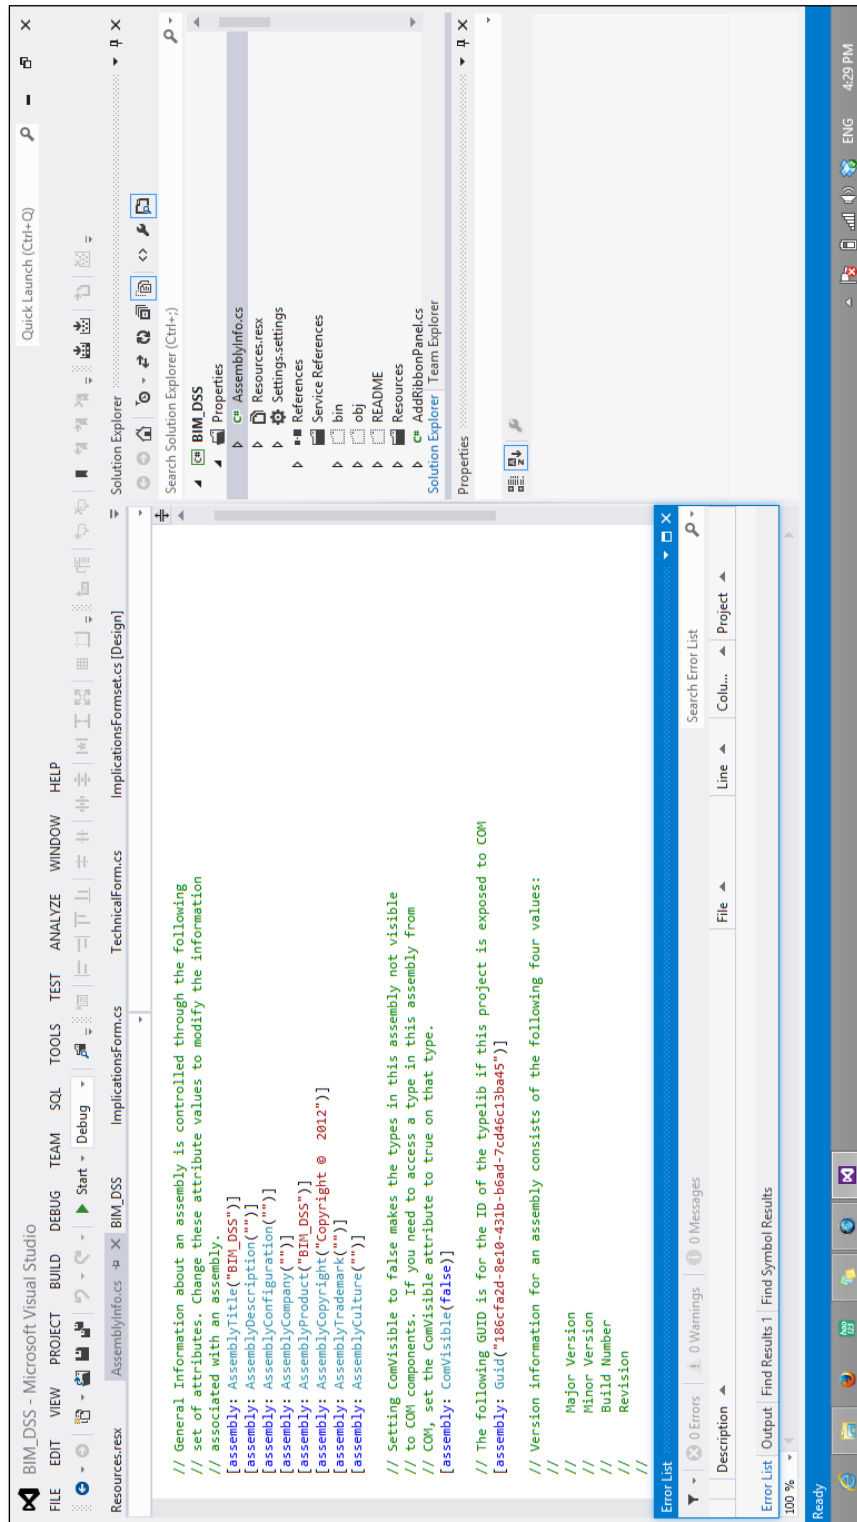 BIM_DSS - Microsoft Visual Studio
Quick Launch (Ctrl+Q)
FILE EDIT VIEW PROJECT BUILD DEBUG TEAM SQL TOOLS TEST ANALYZE WINDOW HELP
Start Debug
Resources.resx AssemblyInfo.cs BIM_DSS ImplicationsForm.cs TechnicalForm.cs ImplicationsFormset.cs [Design]
// General Information about an assembly is controlled through the following
// set of attributes. Change these attribute values to modify the information
// associated with an assembly.
[assembly: AssemblyTitle("BIM_DSS")]
[assembly: AssemblyDescription("")]
[assembly: AssemblyConfiguration("")]
[assembly: AssemblyCompany("")]
[assembly: AssemblyProduct("BIM_DSS")]
[assembly: AssemblyCopyright("Copyright ©  2012")]
[assembly: AssemblyTrademark("")]
[assembly: AssemblyCulture("")]
// Setting ComVisible to false makes the types in this assembly not visible
// to COM components.  If you need to access a type in this assembly from
// COM, set the ComVisible attribute to true on that type.
[assembly: ComVisible(false)]
// The following GUID is for the ID of the typelib if this project is exposed to COM
[assembly: Guid("186cfa2d-8e10-431b-b6ad-7cd46c13ba45")]
// Version information for an assembly consists of the following four values:
//
//      Major Version
//      Minor Version
//      Build Number
//      Revision
//
Solution Explorer
Search Solution Explorer (Ctrl+;)
C# BIM_DSS
Properties
C# AssemblyInfo.cs
Resources.resx
Settings.settings
References
Service References
bin
obj
README
Resources
C# AddRibbonPanel.cs
Solution Explorer Team Explorer
Properties
Error List
0 Errors 0 Warnings 0 Messages
Search Error List
Description File Line Colu... Project
Error List Output Find Results 1 Find Symbol Results
100 %
Ready
hao
123
ENG 4:29 PM